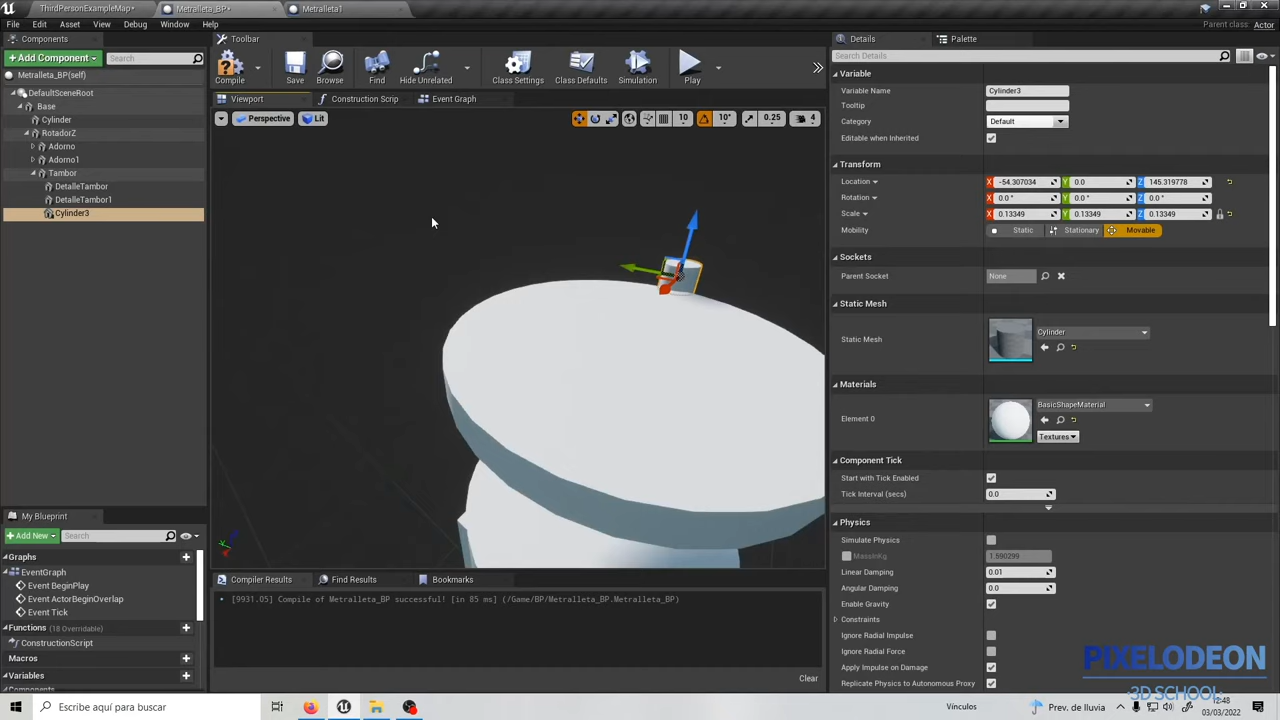 ThirdPersonExampleMap•
Metralleta_BP•
Metralleta1
File Edit Asset View Debug Window Help
Parent class: Actor
Components
+ Add Component Search
Metralleta_BP(self)
DefaultSceneRoot
Base
Cylinder
RotadorZ
Adorno
Adorno1
Tambor
DetalleTambor
DetalleTambor1
Cylinder3
My Blueprint
+ Add New Search
Graphs
EventGraph
Event BeginPlay
Event ActorBeginOverlap
Event Tick
Functions (18 Overridable)
ConstructionScript
Macros
Variables
Toolbar
Compile Save Browse Find Hide Unrelated Class Settings Class Defaults Simulation Play
Viewport Construction Scrip Event Graph
Perspective Lit 10 10° 0.25 4
Compiler Results Find Results Bookmarks
[9931.05] Compile of Metralleta_BP successful! [in 85 ms] (/Game/BP/Metralleta_BP.Metralleta_BP)
Clear
Details Palette
Search Details
Variable
Variable Name Cylinder3
Tooltip
Category Default
Editable when Inherited
Transform
Location X -54.307034 Y 0.0 Z 145.319778
Rotation X 0.0 ° Y 0.0 ° Z 0.0 °
Scale X 0.13349 Y 0.13349 Z 0.13349
Mobility Static Stationary Movable
Sockets
Parent Socket None
Static Mesh
Static Mesh Cylinder
Materials
Element 0 BasicShapeMaterial
Textures
Component Tick
Start with Tick Enabled
Tick Interval (secs) 0.0
Physics
Simulate Physics
MassInKg 1.590299
Linear Damping 0.01
Angular Damping 0.0
Enable Gravity
Constraints
Ignore Radial Impulse
Ignore Radial Force
Apply Impulse on Damage
Replicate Physics to Autonomous Proxy
PIXELODEON
3D SCHOOL
Escribe aquí para buscar
Vínculos
Prev. de lluvia
12:48
03/03/2022